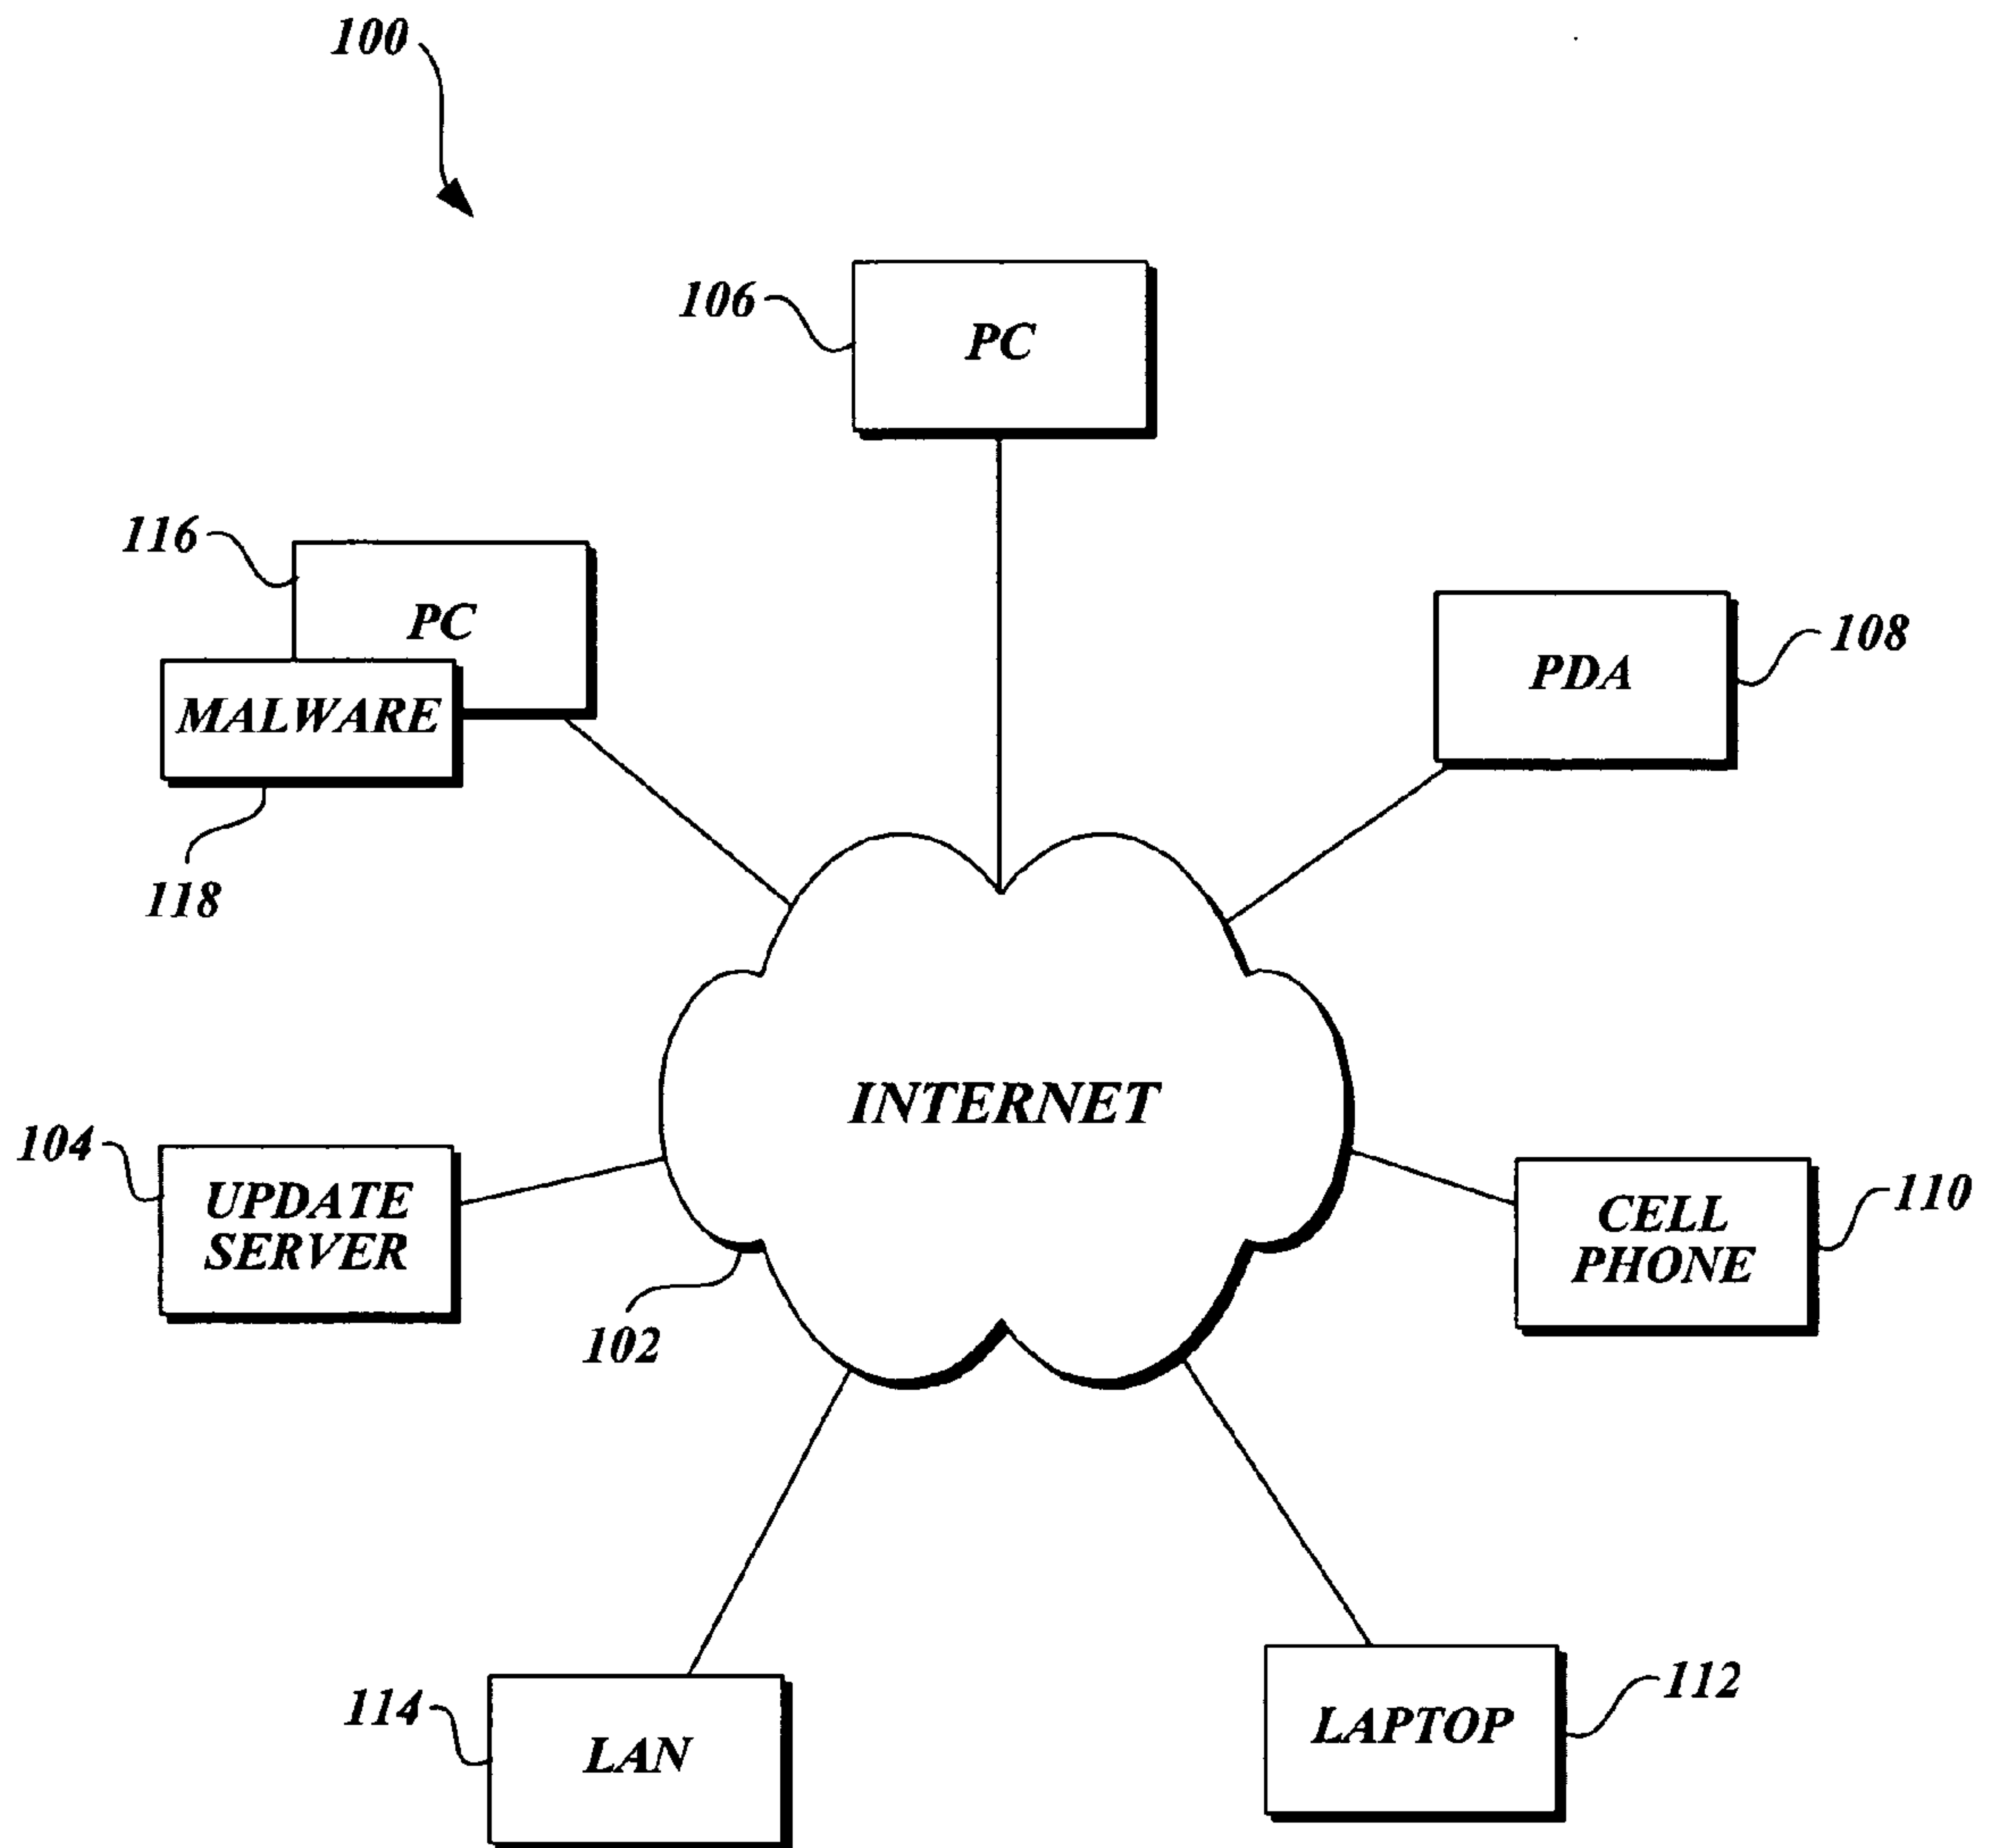 100
106
PC
116
PC
PDA
108
MALWARE
118
INTERNET
104
UPDATE
SERVER
CELL
PHONE
110
102
114
LAN
LAPTOP
112